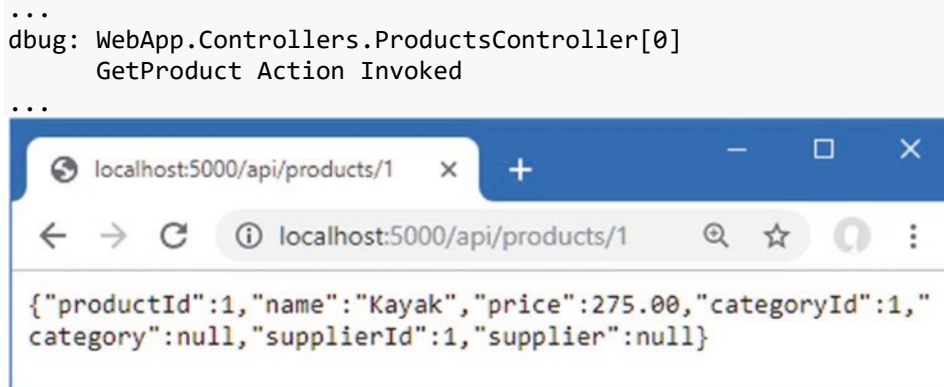 ...
dbug: WebApp.Controllers.ProductsController[0]
      GetProduct Action Invoked
...
localhost:5000/api/products/1
localhost:5000/api/products/1
{"productId":1,"name":"Kayak","price":275.00,"categoryId":1,"
category":null,"supplierId":1,"supplier":null}